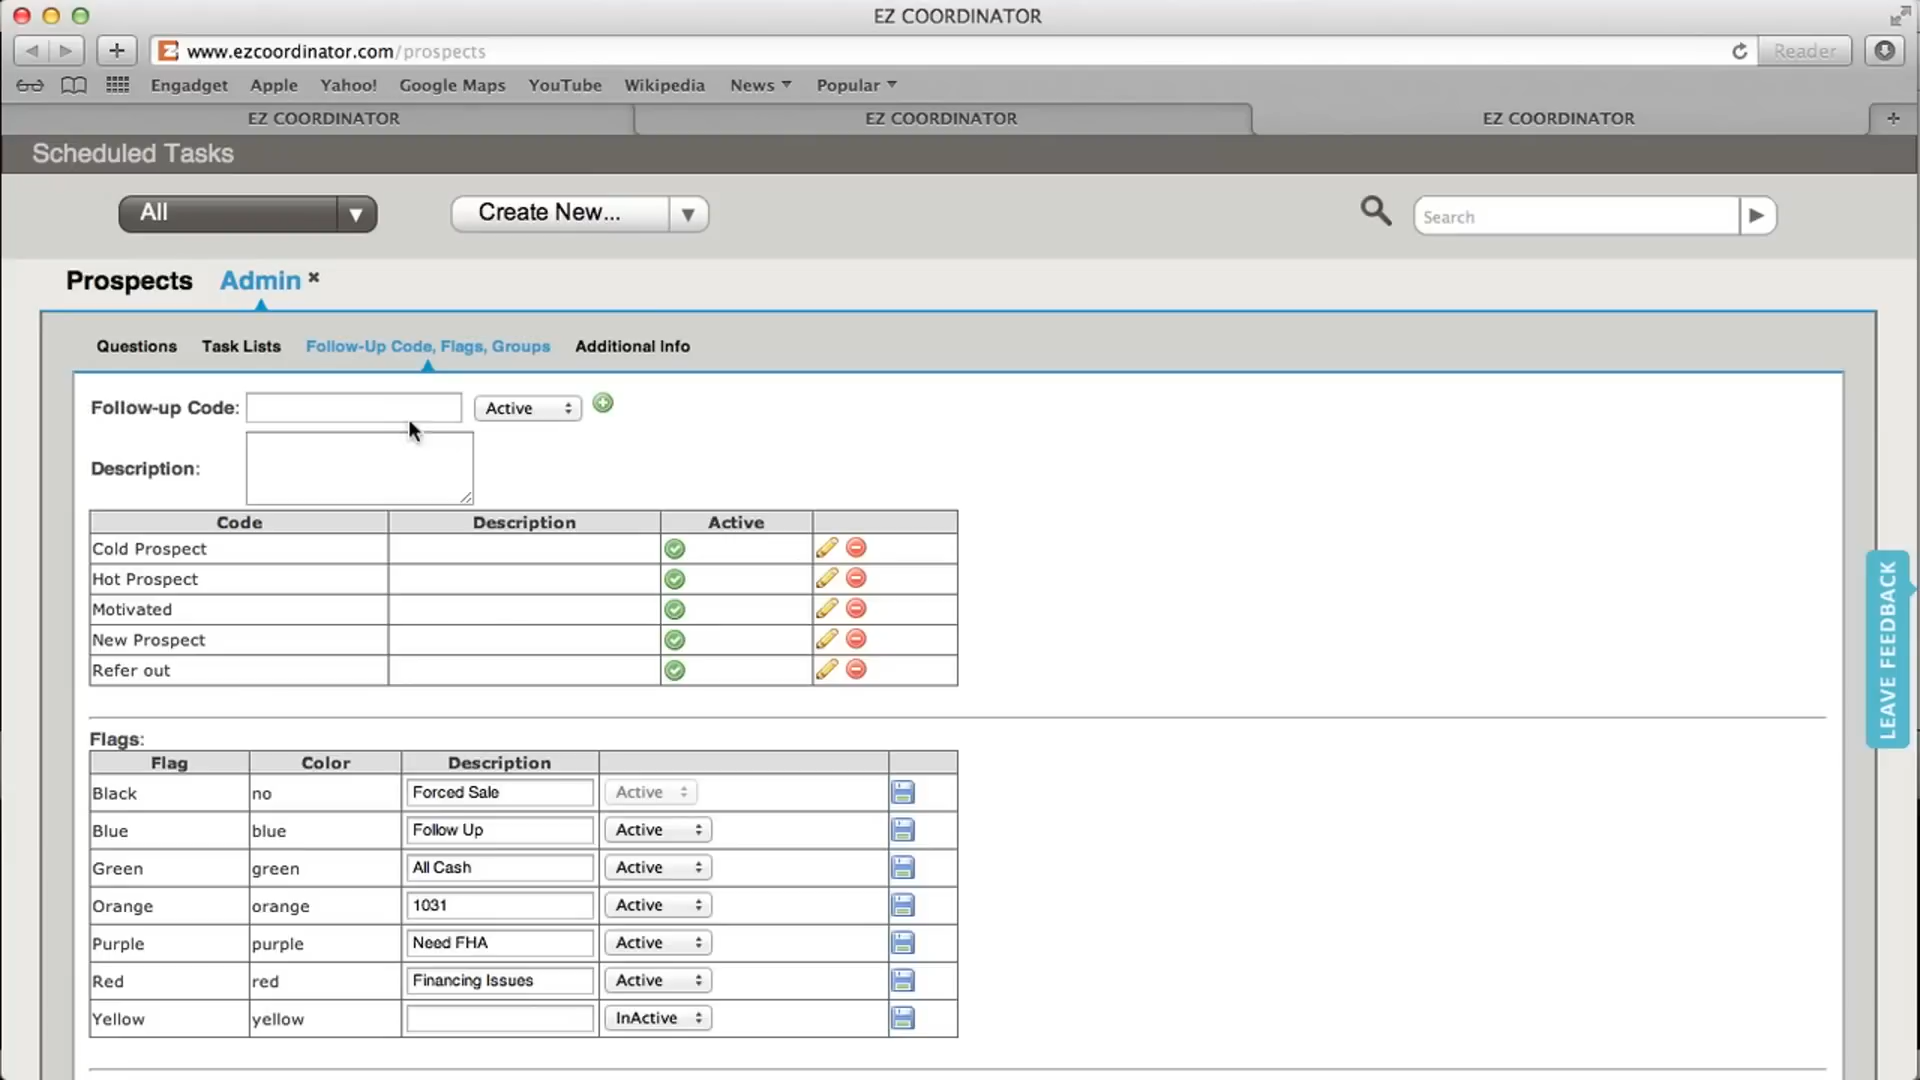 EZ COORDINATOR
www.ezcoordinator.com/prospects
Reader
Engadget Apple Yahoo! Google Maps YouTube Wikipedia News Popular
EZ COORDINATOR EZ COORDINATOR EZ COORDINATOR
Scheduled Tasks
All Create New... Search
Prospects Admin
Questions Task Lists Follow-Up Code, Flags, Groups Additional Info
Follow-up Code: Active
Description:
Code Description Active
Cold Prospect
Hot Prospect
Motivated
New Prospect
Refer out
LEAVE FEEDBACK
Flags:
Flag Color Description
Black no Forced Sale Active
Blue blue Follow Up Active
Green green All Cash Active
Orange orange 1031 Active
Purple purple Need FHA Active
Red red Financing Issues Active
Yellow yellow InActive